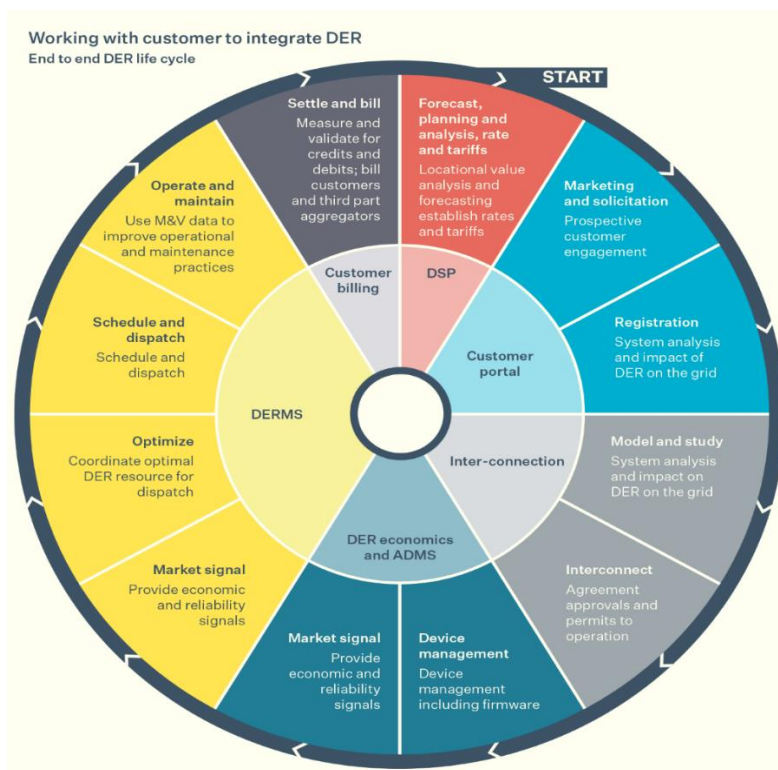 Working with customer to integrate DER
End to end DER life cycle
START
Forecast,
planning and
analysis, rate
and tariffs
Locational value
analysis and
forecasting
establish rates
and tariffs
Marketing
and solicitation
Prospective
customer
engagement
Registration
System analysis
and impact of
DER on the grid
Model and study
System analysis
and impact on
DER on the grid
Interconnect
Agreement
approvals and
permits to
operation
Device
management
Device
management
including firmware
Market signal
Provide
economic and
reliability
signals
Market signal
Provide economic
and reliability
signals
Optimize
Coordinate optimal
DER resource for
dispatch
Schedule and
dispatch
Schedule and
dispatch
Operate and
maintain
Use M&V data to
improve operational
and maintenance
practices
Settle and bill
Measure and
validate for
credits and
debits; bill
customers
and third part
aggregators
Customer
billing
DSP
Customer
portal
Inter-connection
DER economics
and ADMS
DERMS